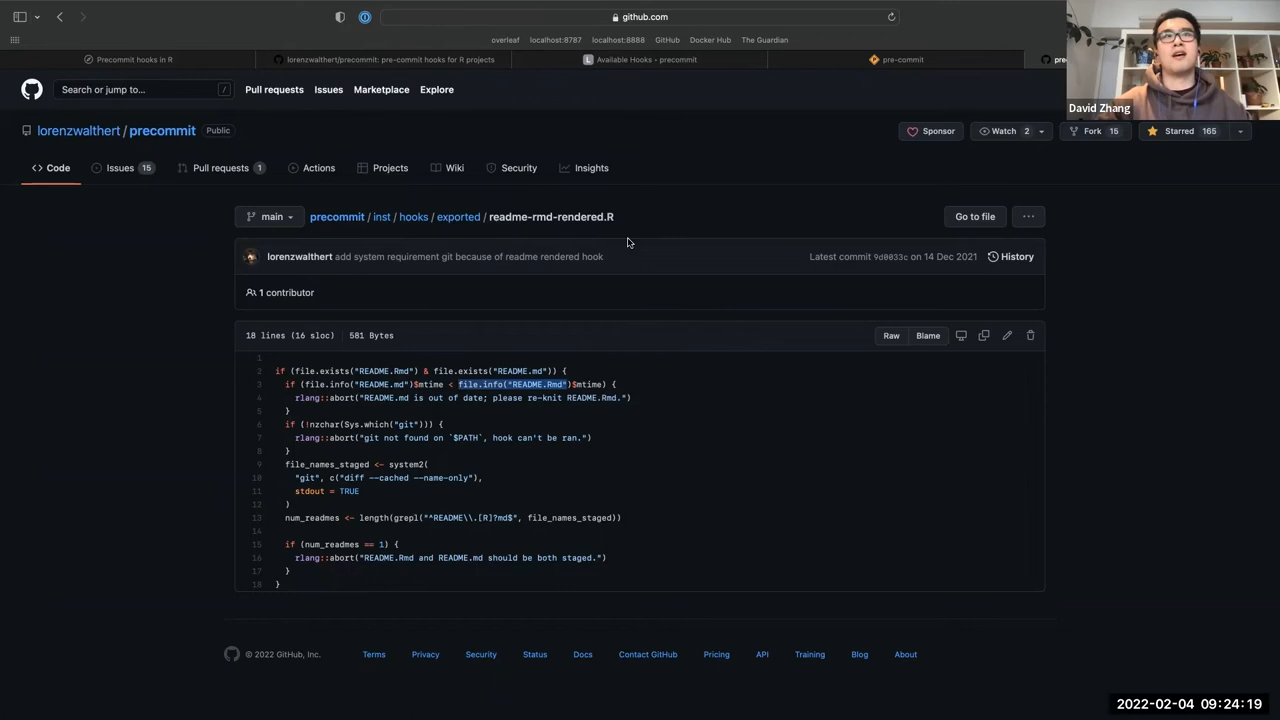 github.com
overleaf localhost:8787 localhost:8888 GitHub Docker Hub The Guardian
Precommit hooks in R lorenzwalthert/precommit: pre-commit hooks for R projects Available Hooks · precommit pre-commit
Search or jump to... / Pull requests Issues Marketplace Explore
David Zhang
lorenzwalthert / precommit Public Sponsor Watch 2 Fork 15 Starred 165
Code Issues 15 Pull requests 1 Actions Projects Wiki Security Insights
main precommit / inst / hooks / exported / readme-rmd-rendered.R Go to file ...
lorenzwalthert add system requirement git because of readme rendered hook Latest commit 9d0033c on 14 Dec 2021 History
1 contributor
18 lines (16 sloc) 581 Bytes Raw Blame
1
2 if (file.exists("README.Rmd") & file.exists("README.md")) {
3 if (file.info("README.md")$mtime < file.info("README.Rmd")$mtime) {
4 rlang::abort("README.md is out of date; please re-knit README.Rmd.")
5 }
6 if (!nzchar(Sys.which("git"))) {
7 rlang::abort("git not found on `$PATH`, hook can't be ran.")
8 }
9 file_names_staged <- system2(
10 "git", c("diff --cached --name-only"),
11 stdout = TRUE
12 )
13 num_readmes <- length(grepl("^README\\.[R]?md$", file_names_staged))
14
15 if (num_readmes == 1) {
16 rlang::abort("README.Rmd and README.md should be both staged.")
17 }
18 }
© 2022 GitHub, Inc. Terms Privacy Security Status Docs Contact GitHub Pricing API Training Blog About
2022-02-04 09:24:19